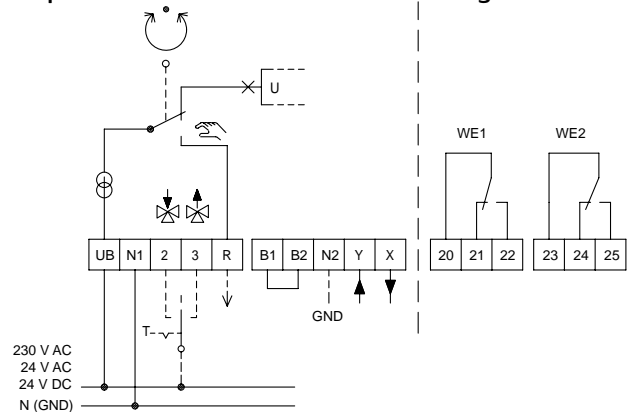 U
WE1 WE2
UB N1 2 3 R B1 B2 N2 Y X 20 21 22 23 24 25
GND
T
230 V AC
24 V AC
24 V DC
N (GND)